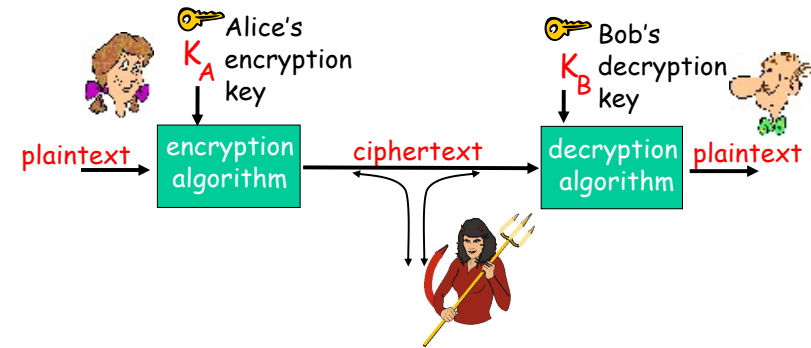 Alice's
K
A
encryption
key
Bob's
K
B
decryption
key
plaintext
encryption
algorithm
ciphertext
decryption
algorithm
plaintext